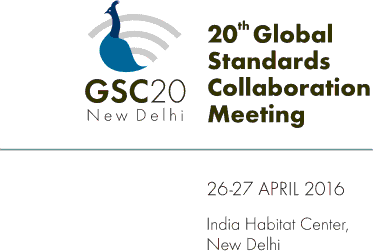 GSC20
New Delhi
20th Global
Standards
Collaboration
Meeting
26-27 APRIL 2016
India Habitat Center,
New Delhi